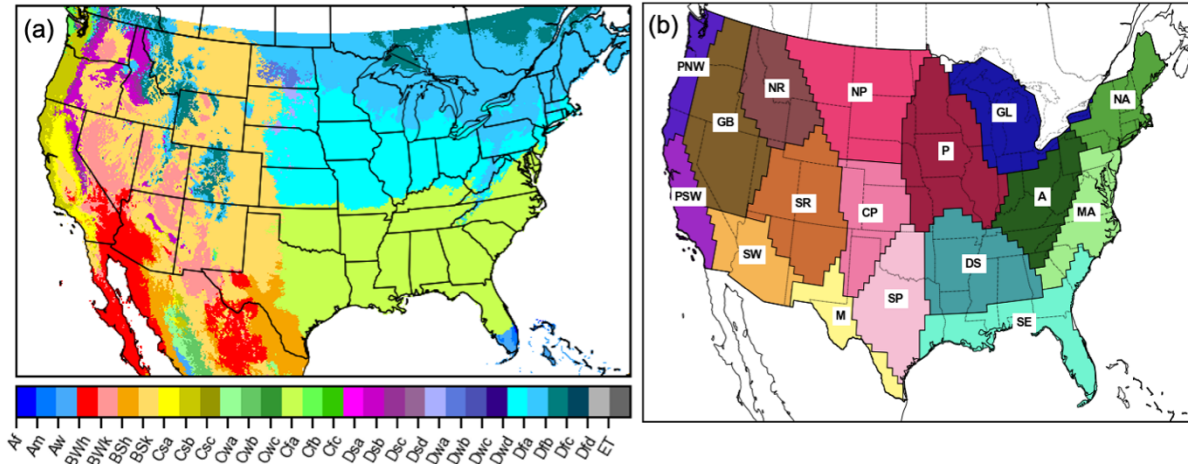 (a)
Af
Am
Aw
BWh
BWk
BSh
BSk
Csa
Csb
Csc
Cwa
Cwb
Cwc
Cfa
Cfb
Cfc
Dsa
Dsb
Dsc
Dsd
Dwa
Dwb
Dwc
Dwd
Dfa
Dfb
Dfc
Dfd
ET
(b)
PNW
NR
NP
GL
NA
GB
P
PSW
SR
CP
A
MA
SW
DS
SP
M
SE